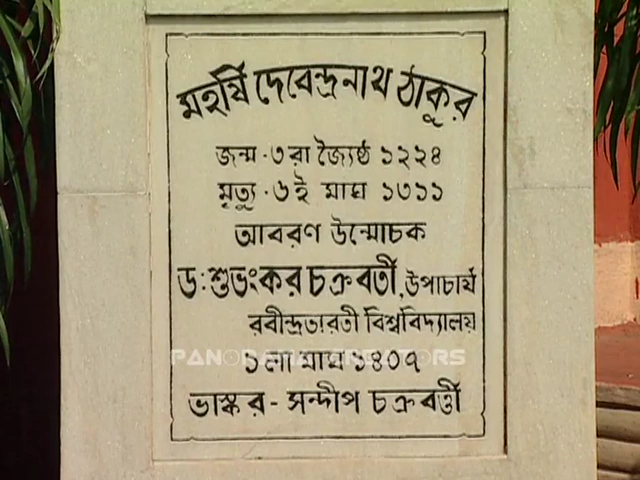 মহর্ষি দেবেন্দ্রনাথ ঠাকুর
জন্ম - ৩রা জ্যৈষ্ঠ ১২২৪
মৃত্যু - ৬ই মাঘ ১৩১১
আবরণ উন্মোচক
ড: শুভংকর চক্রবর্তী, উপাচার্য
রবীন্দ্রভারতী বিশ্ববিদ্যালয়
১লা মাঘ ১৪০৭
ভাস্কর - সন্দীপ চক্রবর্ত্তী